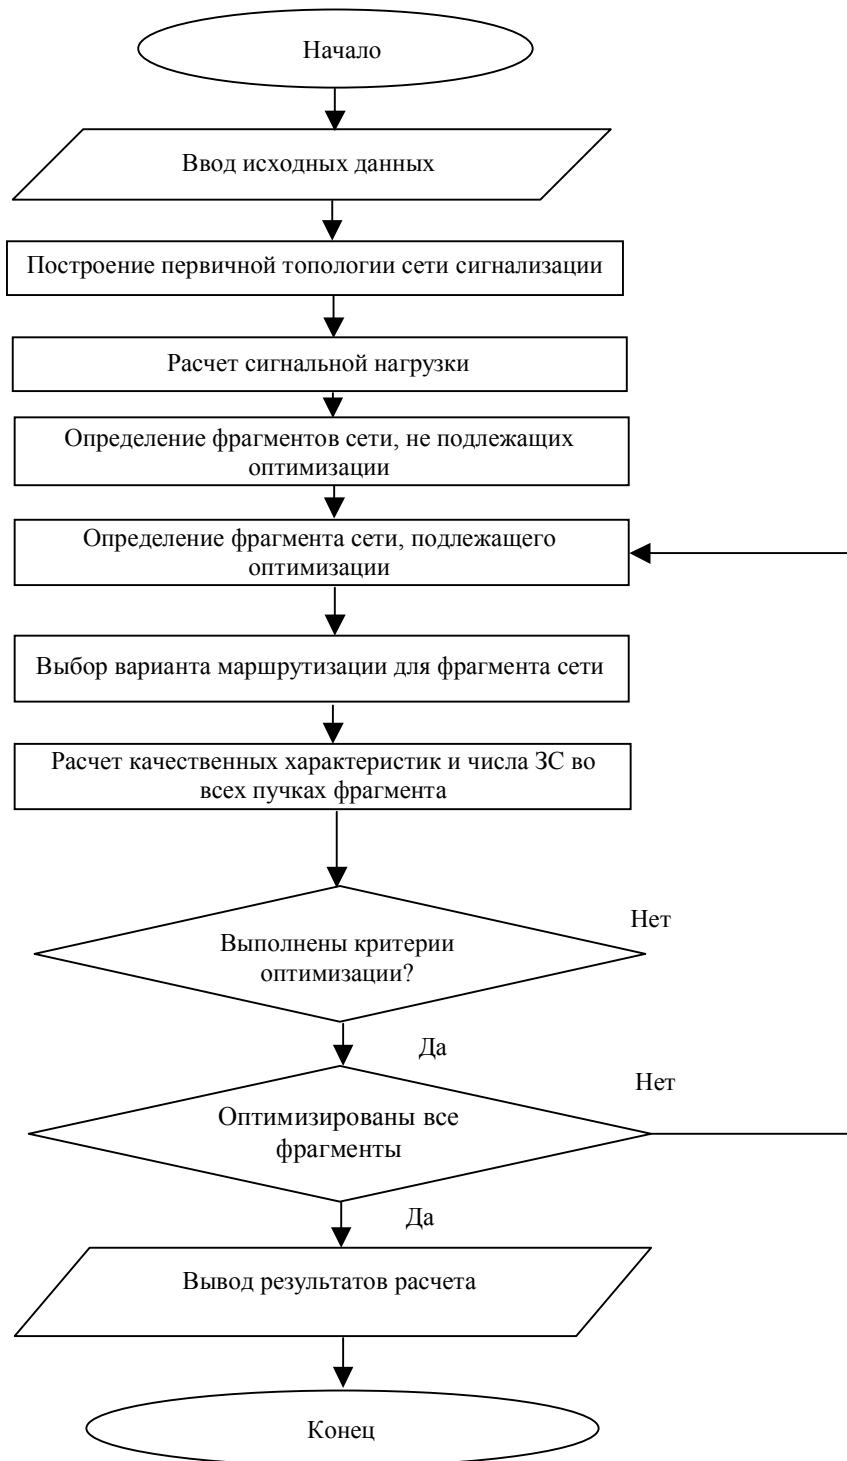 Начало
Ввод исходных данных
Построение первичной топологии сети сигнализации
Расчет сигнальной нагрузки
Определение фрагментов сети, не подлежащих
оптимизации
Определение фрагмента сети, подлежащего
оптимизации
Выбор варианта маршрутизации для фрагмента сети
Расчет качественных характеристик и числа ЗС во
всех пучках фрагмента
Нет
Выполнены критерии
оптимизации?
Да
Нет
Оптимизированы все
фрагменты
Да
Вывод результатов расчета
Конец